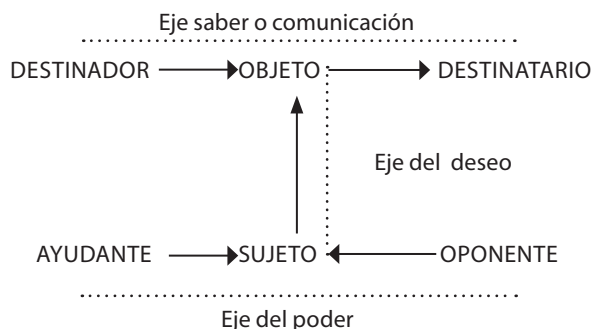 Eje saber o comunicación
DESTINADOR OBJETO DESTINATARIO
Eje del deseo
AYUDANTE SUJETO OPONENTE
Eje del poder